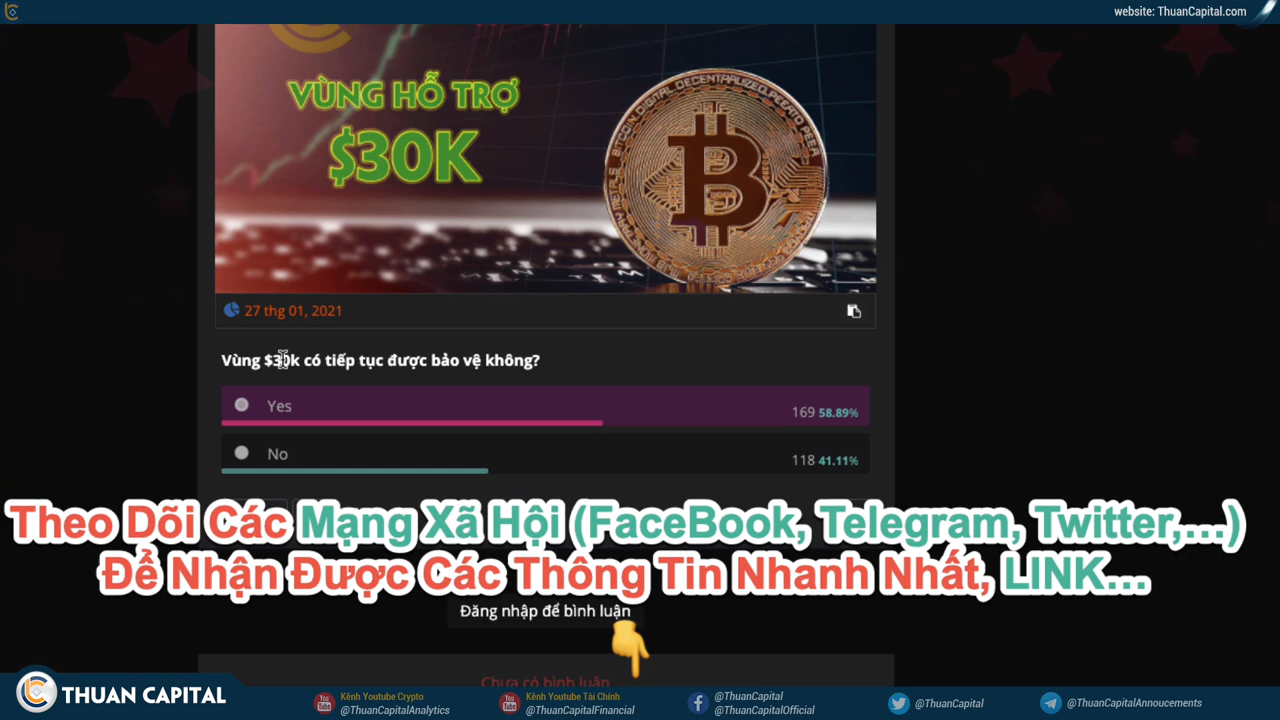 website: ThuanCapital.com
VÙNG HỖ TRỢ
$30K
27 thg 01, 2021
Vùng $30k có tiếp tục được bảo vệ không?
Yes
169 58.89%
No
118 41.11%
Theo Dõi Các Mạng Xã Hội (FaceBook, Telegram, Twitter,...)
Để Nhận Được Các Thông Tin Nhanh Nhất, LINK...
Đăng nhập để bình luận
Chưa có bình luận
THUAN CAPITAL
Kênh Youtube Crypto
@ThuanCapitalAnalytics
Kênh Youtube Tài Chính
@ThuanCapitalFinancial
@ThuanCapital
@ThuanCapitalOfficial
@ThuanCapital
@ThuanCapitalAnnoucements